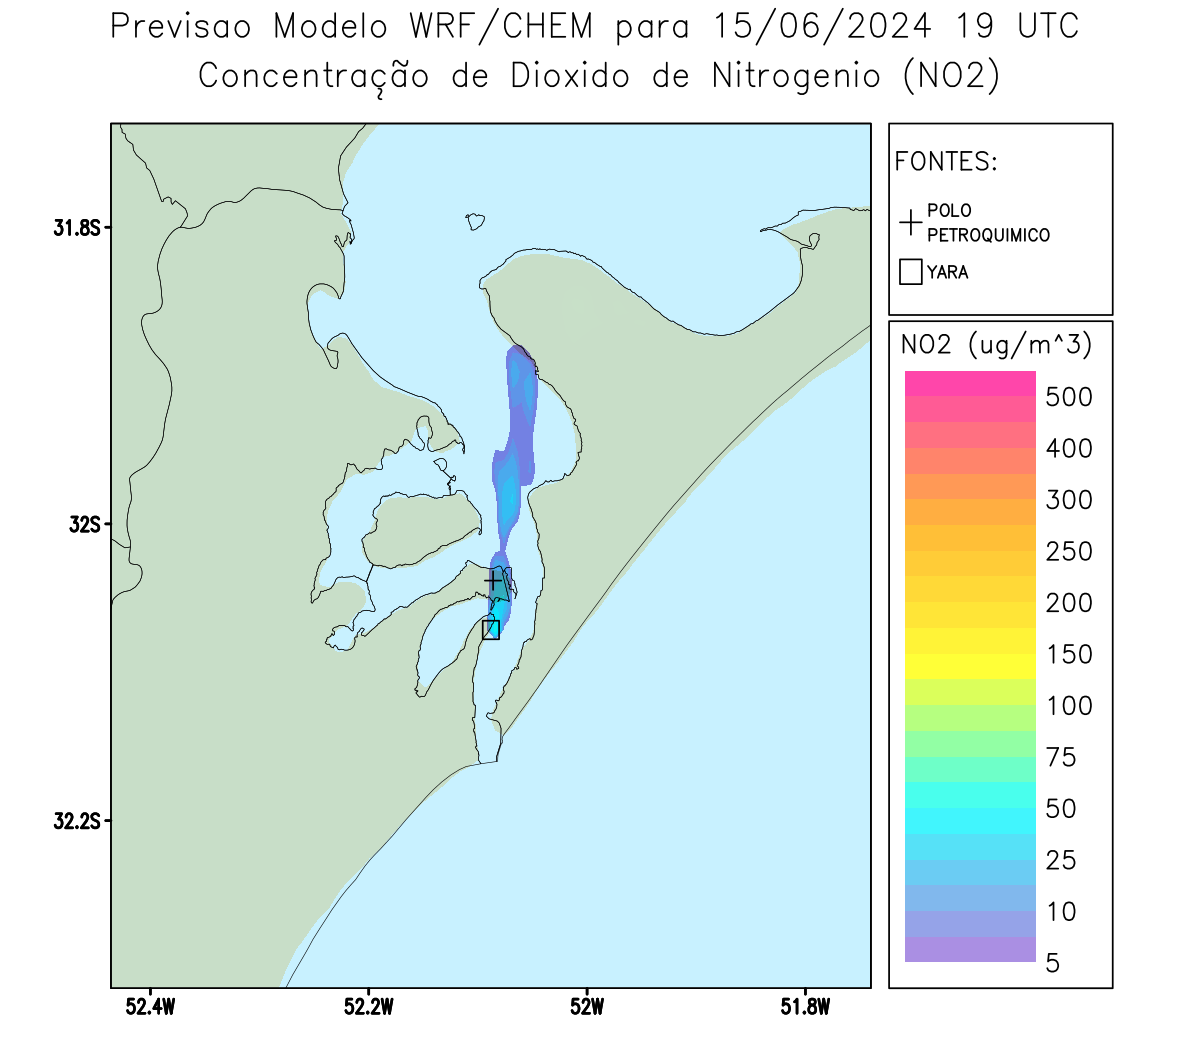 Previsao Modelo WRF/CHEM para 15/06/2024 19 UTC
Concentração de Dioxido de Nitrogenio (NO2)
FONTES:
POLO
PETROQUIMICO
YARA
NO2 (ug/m^3)
500
400
300
250
200
150
100
75
50
25
10
5
31.8S
32S
32.2S
52.4W
52.2W
52W
51.8W